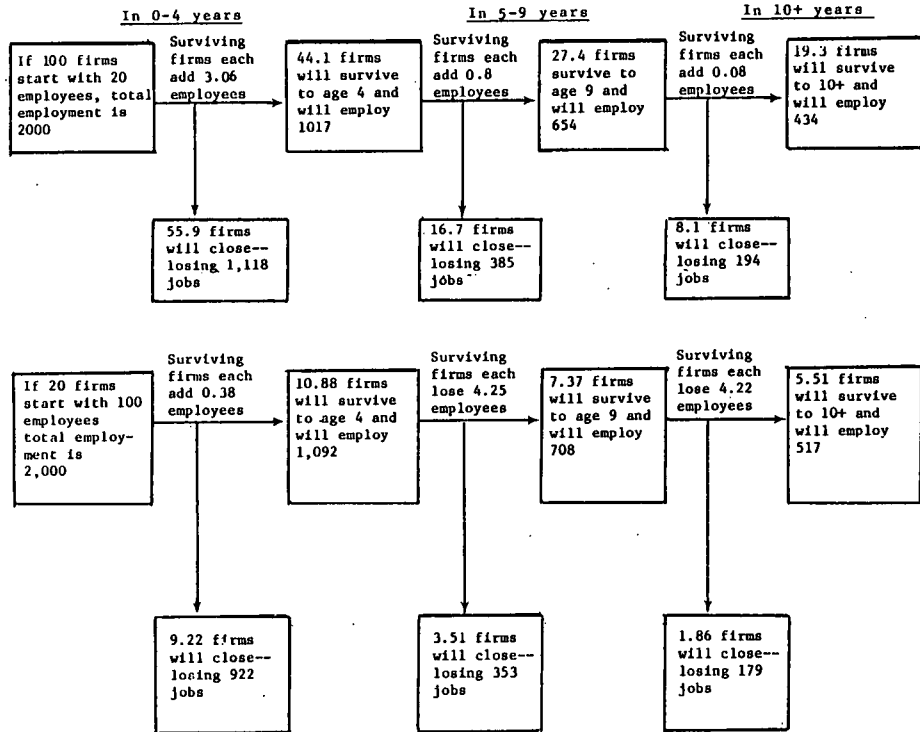 In 0-4 years
In 5-9 years
In 10+ years
If 100 firms
start with 20
employees, total
employment is
2000
Surviving
firms each
add 3.06
employees
44.1 firms
will survive
to age 4 and
will employ
1017
Surviving
firms each
add 0.8
employees
27.4 firms
survive to
age 9 and
will employ
654
Surviving
firms each
add 0.08
employees
19.3 firms
will survive
to 10+ and
will employ
434
55.9 firms
will close--
losing 1,118
jobs
16.7 firms
will close--
losing 385
jobs
8.1 firms
will close--
losing 194
jobs
If 20 firms
start with 100
employees
total employ-
ment is
2,000
Surviving
firms each
add 0.38
employees
10.88 firms
will survive
to age 4 and
will employ
1,092
Surviving
firms each
lose 4.25
employees
7.37 firms
will survive
to age 9 and
will employ
708
Surviving
firms each
lose 4.22
employees
5.51 firms
will survive
to 10+ and
will employ
517
9.22 firms
will close--
losing 922
jobs
3.51 firms
will close--
losing 353
jobs
1.86 firms
will close--
losing 179
jobs